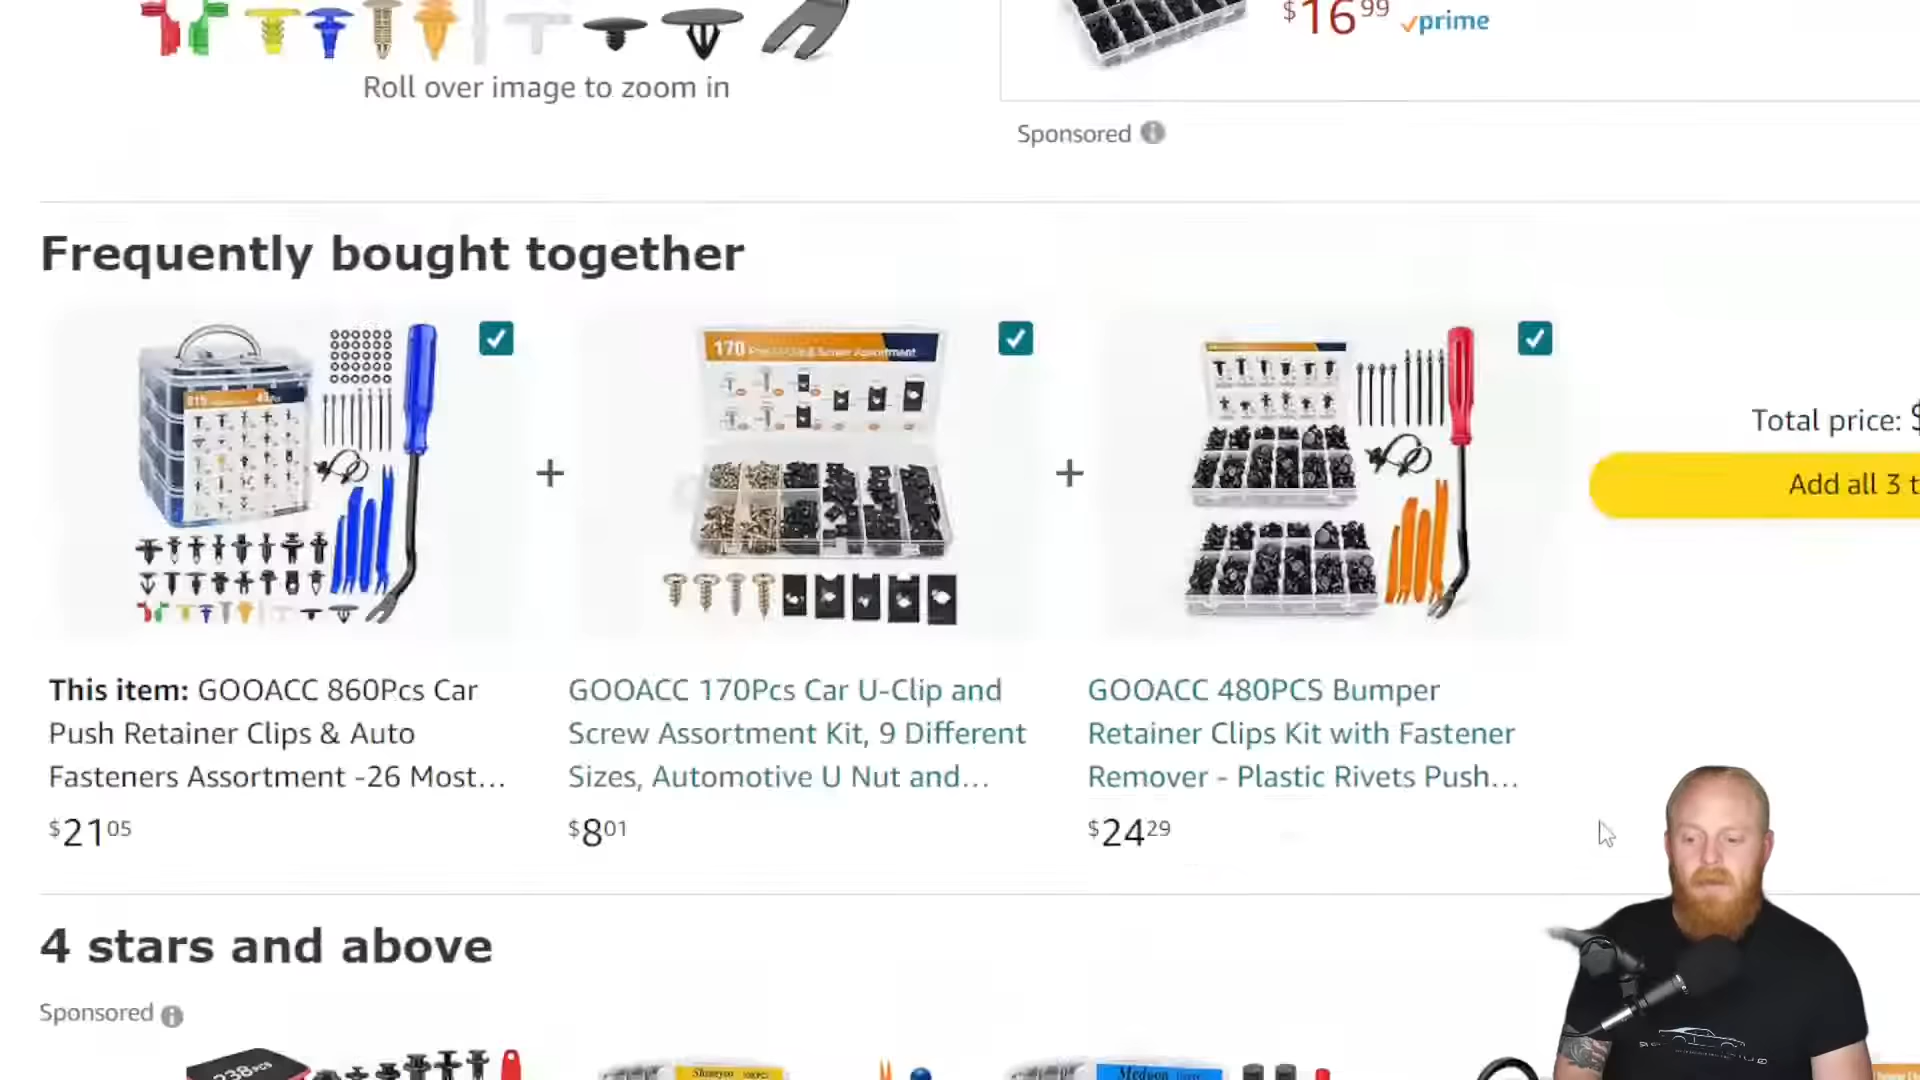 $16 99 prime
Roll over image to zoom in
Sponsored
Frequently bought together
170
Total price: $
Add all 3 t
This item: GOOACC 860Pcs Car
Push Retainer Clips & Auto
Fasteners Assortment -26 Most...
$21 05
GOOACC 170Pcs Car U-Clip and
Screw Assortment Kit, 9 Different
Sizes, Automotive U Nut and...
$8 01
GOOACC 480PCS Bumper
Retainer Clips Kit with Fastener
Remover - Plastic Rivets Push...
$24 29
4 stars and above
Sponsored
238PCS